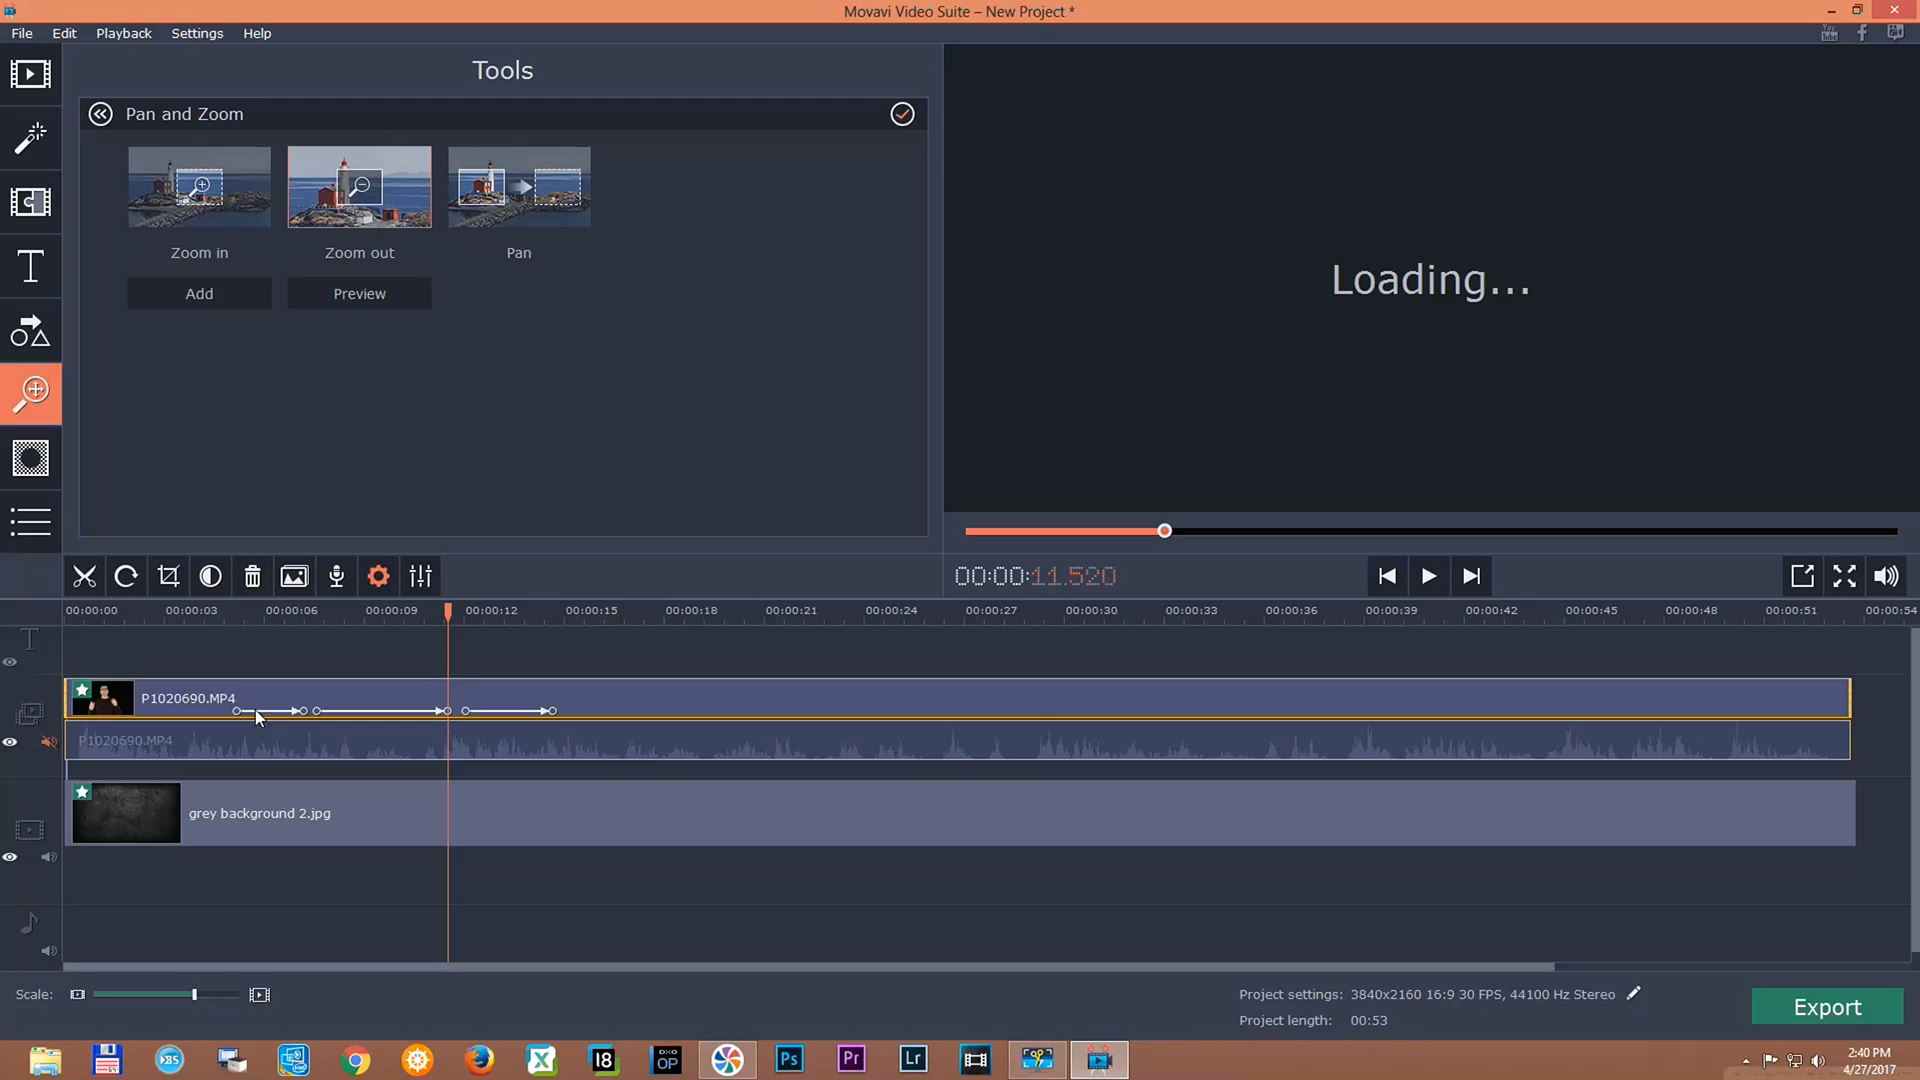 Movavi Video Suite – New Project *
File Edit Playback Settings Help
Tools
Pan and Zoom
Zoom in Zoom out Pan
Add Preview
Loading...
00:00:11.520
00:00:00 00:00:03 00:00:06 00:00:09 00:00:12 00:00:15 00:00:18 00:00:21 00:00:24 00:00:27 00:00:30 00:00:33 00:00:36 00:00:39 00:00:42 00:00:45 00:00:48 00:00:51 00:00:54
P1020690.MP4
P1020690.MP4
grey background 2.jpg
Scale:
Project settings: 3840x2160 16:9 30 FPS, 44100 Hz Stereo
Project length: 00:53
Export
Ps Pr Lr
2:40 PM
4/27/2017